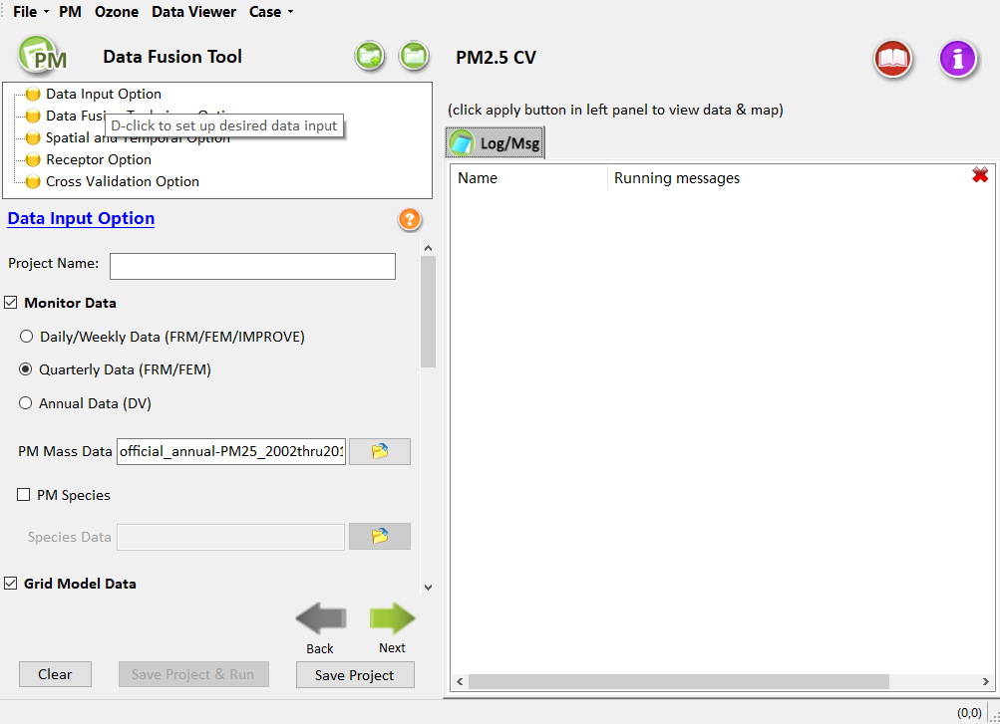 File PM Ozone Data Viewer Case
PM Data Fusion Tool
PM2.5 CV
Data Input Option
Data Fus
D-click to set up desired data input
Spatial and Temporal Option
Receptor Option
Cross Validation Option
(click apply button in left panel to view data & map)
Log/Msg
Name Running messages
Data Input Option
?
Project Name:
Monitor Data
Daily/Weekly Data (FRM/FEM/IMPROVE)
Quarterly Data (FRM/FEM)
Annual Data (DV)
PM Mass Data official_annual-PM25_2002thru201
PM Species
Species Data
Grid Model Data
Back Next
Clear Save Project & Run Save Project
(0,0)